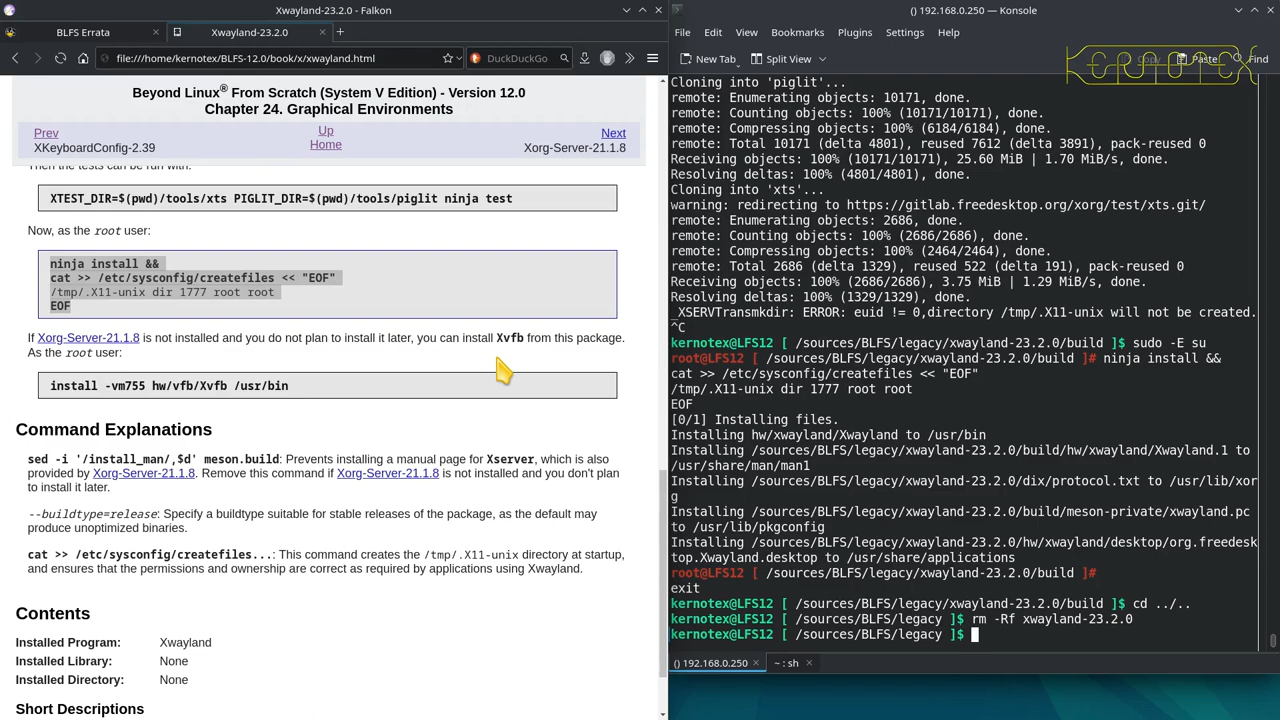 Xwayland-23.2.0 - Falkon
BLFS Errata
Xwayland-23.2.0
file:///home/kernotex/BLFS-12.0/book/x/xwayland.html
DuckDuckGo
Beyond Linux® From Scratch (System V Edition) - Version 12.0
Chapter 24. Graphical Environments
Prev
Up
Next
XKeyboardConfig-2.39
Home
Xorg-Server-21.1.8
Then the tests can be run with:
XTEST_DIR=$(pwd)/tools/xts PIGLIT_DIR=$(pwd)/tools/piglit ninja test
Now, as the root user:
ninja install &&
cat >> /etc/sysconfig/createfiles << "EOF"
/tmp/.X11-unix dir 1777 root root
EOF
If Xorg-Server-21.1.8 is not installed and you do not plan to install it later, you can install Xvfb from this package.
As the root user:
install -vm755 hw/vfb/Xvfb /usr/bin
Command Explanations
sed -i '/install_man/,$d' meson.build: Prevents installing a manual page for Xserver, which is also
provided by Xorg-Server-21.1.8. Remove this command if Xorg-Server-21.1.8 is not installed and you don't plan
to install it later.
--buildtype=release: Specify a buildtype suitable for stable releases of the package, as the default may
produce unoptimized binaries.
cat >> /etc/sysconfig/createfiles...: This command creates the /tmp/.X11-unix directory at startup,
and ensures that the permissions and ownership are correct as required by applications using Xwayland.
Contents
Installed Program: Xwayland
Installed Library: None
Installed Directory: None
Short Descriptions
() 192.168.0.250 — Konsole
File Edit View Bookmarks Plugins Settings Help
New Tab Split View Copy Paste Find
KERNOTEX
Cloning into 'piglit'...
remote: Enumerating objects: 10171, done.
remote: Counting objects: 100% (10171/10171), done.
remote: Compressing objects: 100% (6184/6184), done.
remote: Total 10171 (delta 4801), reused 7612 (delta 3891), pack-reused 0
Receiving objects: 100% (10171/10171), 25.60 MiB | 1.70 MiB/s, done.
Resolving deltas: 100% (4801/4801), done.
Cloning into 'xts'...
warning: redirecting to https://gitlab.freedesktop.org/xorg/test/xts.git/
remote: Enumerating objects: 2686, done.
remote: Counting objects: 100% (2686/2686), done.
remote: Compressing objects: 100% (2464/2464), done.
remote: Total 2686 (delta 1329), reused 522 (delta 191), pack-reused 0
Receiving objects: 100% (2686/2686), 3.75 MiB | 1.29 MiB/s, done.
Resolving deltas: 100% (1329/1329), done.
_XSERVTransmkdir: ERROR: euid != 0,directory /tmp/.X11-unix will not be created.
^C
kernotex@LFS12 [ /sources/BLFS/legacy/xwayland-23.2.0/build ]$ sudo -E su
root@LFS12 [ /sources/BLFS/legacy/xwayland-23.2.0/build ]# ninja install &&
cat >> /etc/sysconfig/createfiles << "EOF"
/tmp/.X11-unix dir 1777 root root
EOF
[0/1] Installing files.
Installing hw/xwayland/Xwayland to /usr/bin
Installing /sources/BLFS/legacy/xwayland-23.2.0/build/hw/xwayland/Xwayland.1 to
/usr/share/man/man1
Installing /sources/BLFS/legacy/xwayland-23.2.0/dix/protocol.txt to /usr/lib/xor
g
Installing /sources/BLFS/legacy/xwayland-23.2.0/build/meson-private/xwayland.pc
to /usr/lib/pkgconfig
Installing /sources/BLFS/legacy/xwayland-23.2.0/hw/xwayland/desktop/org.freedesk
top.Xwayland.desktop to /usr/share/applications
root@LFS12 [ /sources/BLFS/legacy/xwayland-23.2.0/build ]#
exit
kernotex@LFS12 [ /sources/BLFS/legacy/xwayland-23.2.0/build ]$ cd ../..
kernotex@LFS12 [ /sources/BLFS/legacy ]$ rm -Rf xwayland-23.2.0
kernotex@LFS12 [ /sources/BLFS/legacy ]$
() 192.168.0.250
~ : sh